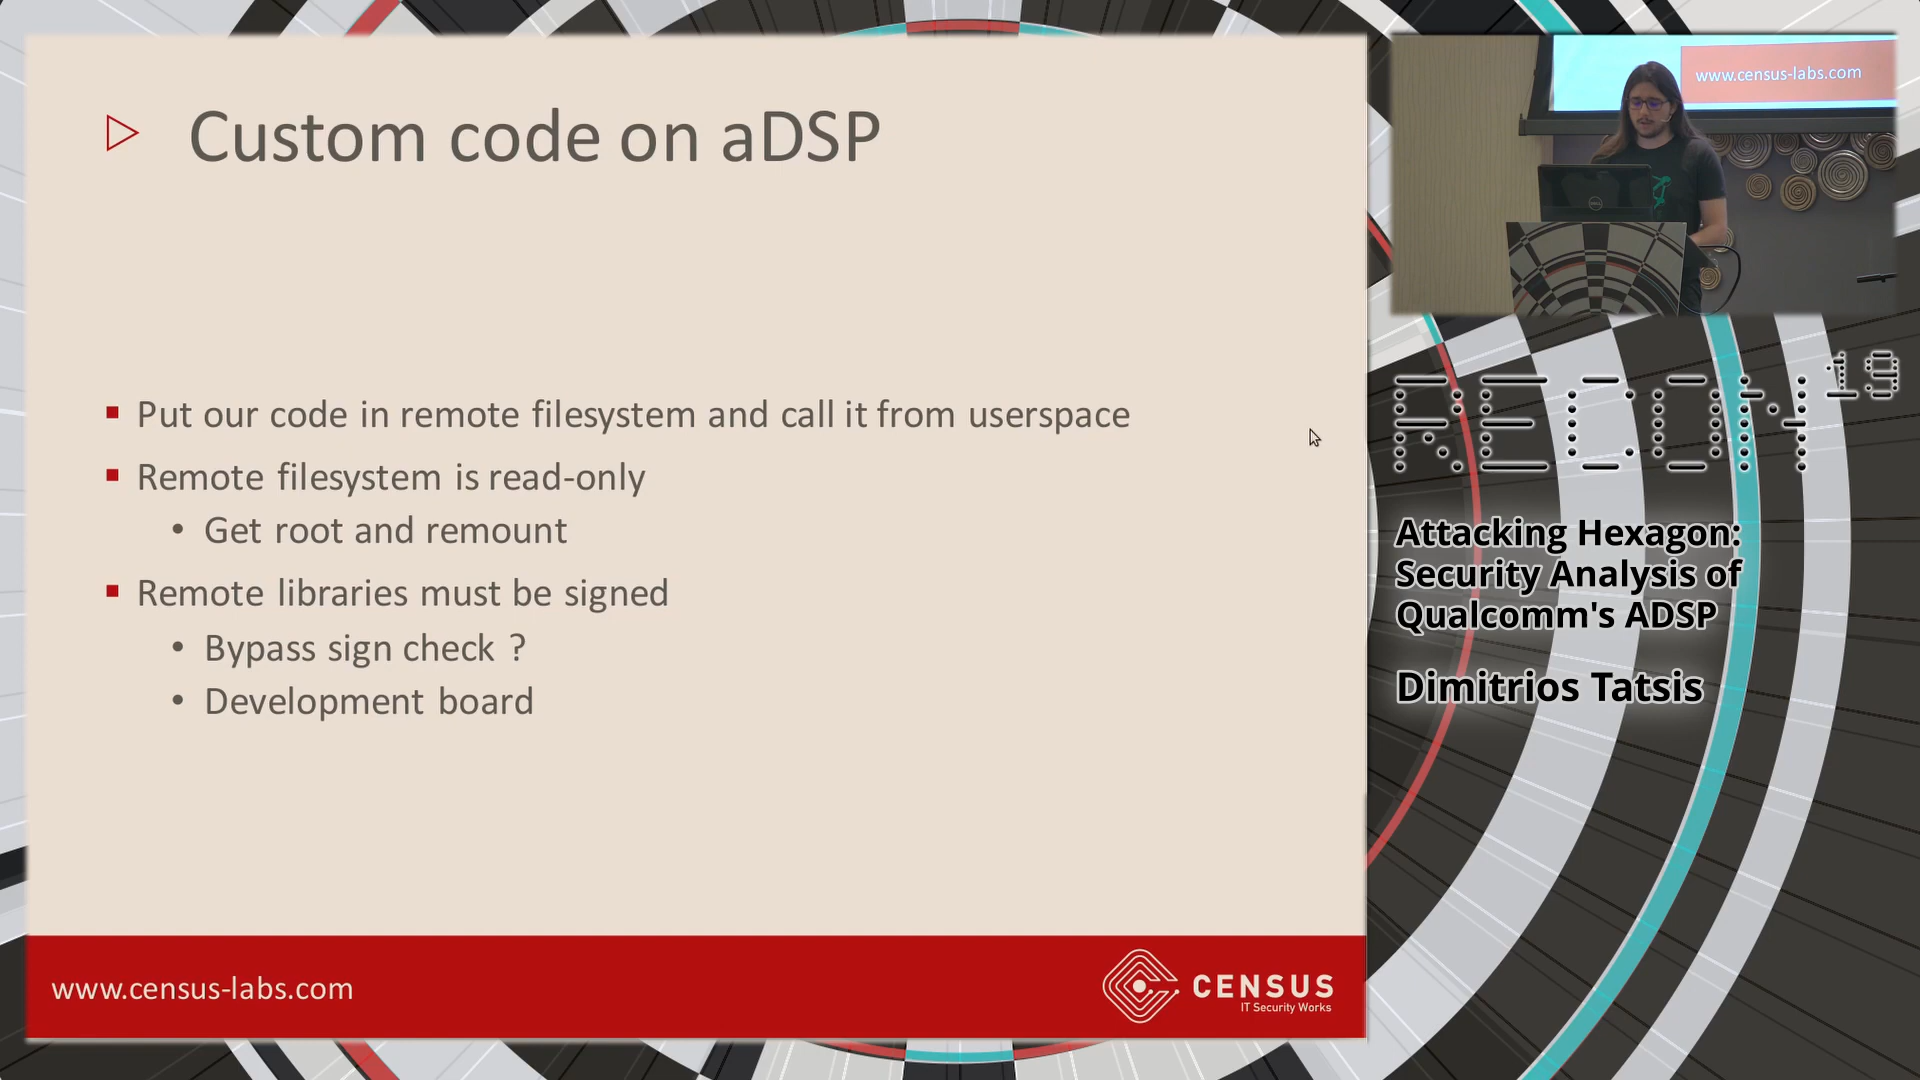 Custom code on aDSP
Put our code in remote filesystem and call it from userspace
Remote filesystem is read-only
Get root and remount
Remote libraries must be signed
Bypass sign check ?
Development board
www.census-labs.com
CENSUS
IT Security Works
www.census-labs.com
RECON19
Attacking Hexagon:
Security Analysis of
Qualcomm's ADSP
Dimitrios Tatsis